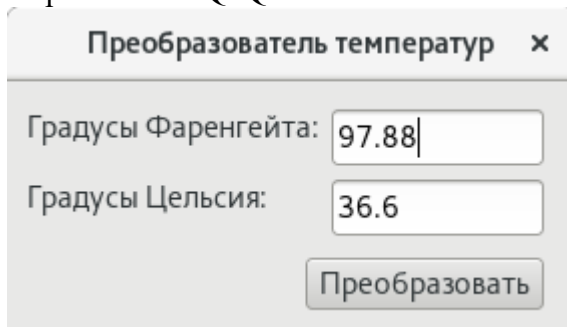 Преобразователь температур ×
Градусы Фаренгейта: 97.88
Градусы Цельсия: 36.6
Преобразовать